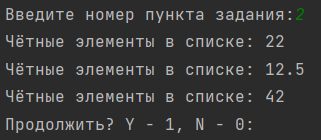 Введите номер пункта задания:2
Чётные элементы в списке: 22
Чётные элементы в списке: 12.5
Чётные элементы в списке: 42
Продолжить? Y - 1, N - 0: